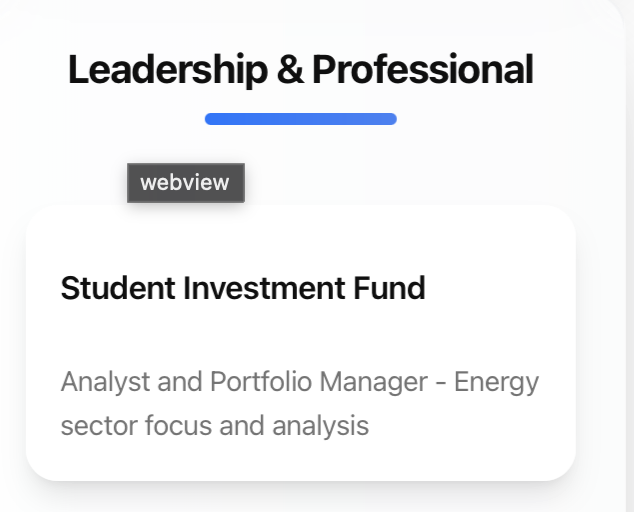 Leadership & Professional
webview
Student Investment Fund
Analyst and Portfolio Manager - Energy
sector focus and analysis